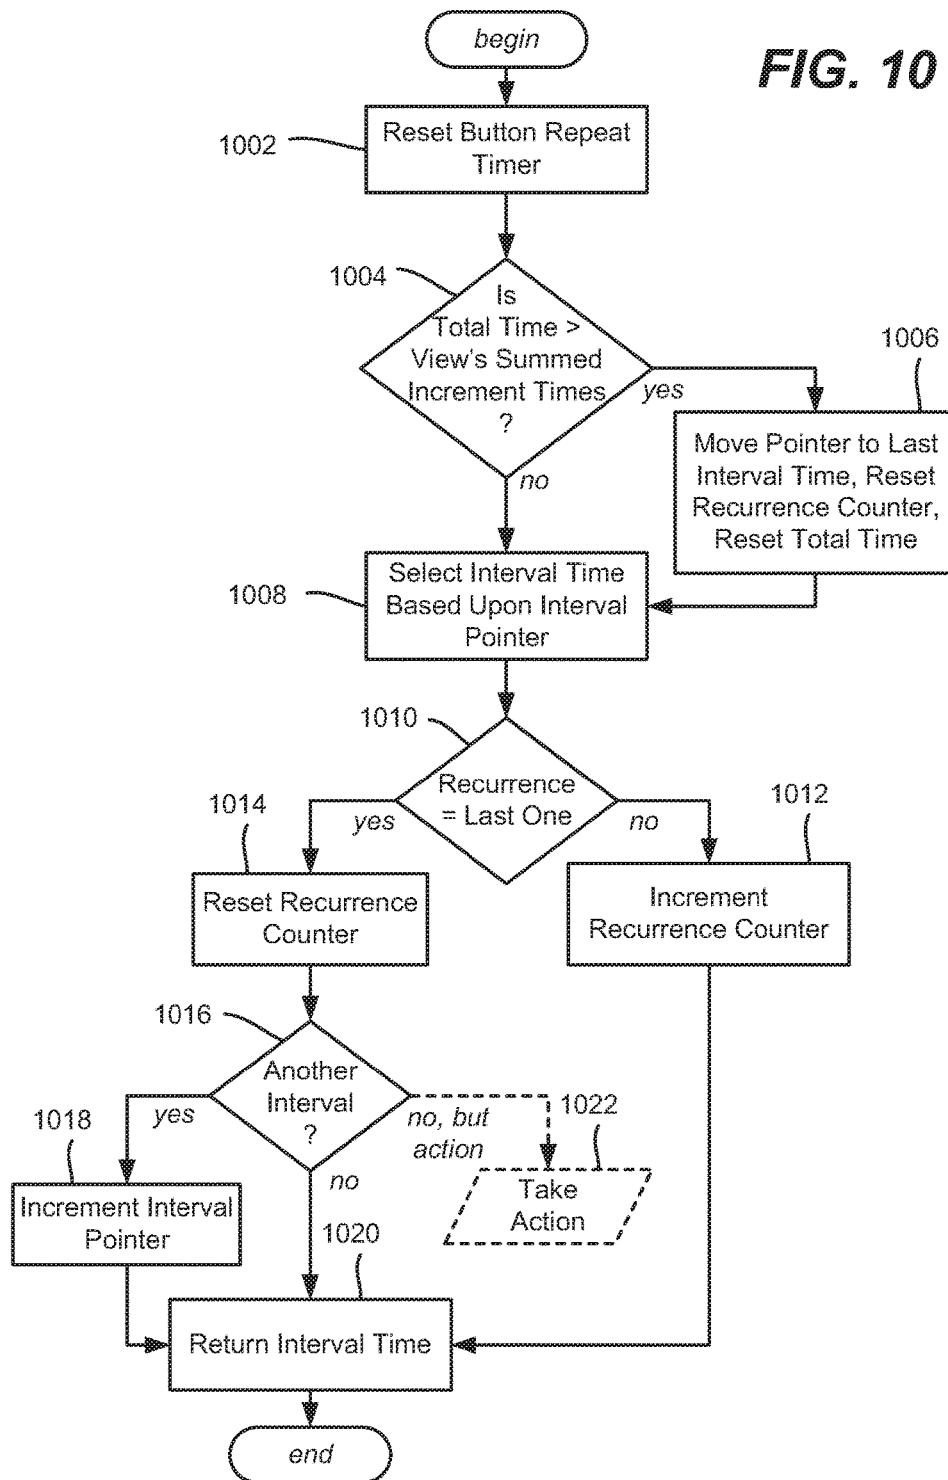 begin
FIG. 10
1002
Reset Button Repeat
Timer
1004
Is
Total Time >
View's Summed
Increment Times
?
yes
no
1006
Move Pointer to Last
Interval Time, Reset
Recurrence Counter,
Reset Total Time
1008
Select Interval Time
Based Upon Interval
Pointer
1010
Recurrence
= Last One
yes
no
1014
Reset Recurrence
Counter
1012
Increment
Recurrence Counter
1016
Another
Interval
?
yes
no, but
action
no
1018
Increment Interval
Pointer
1022
Take
Action
1020
Return Interval Time
end